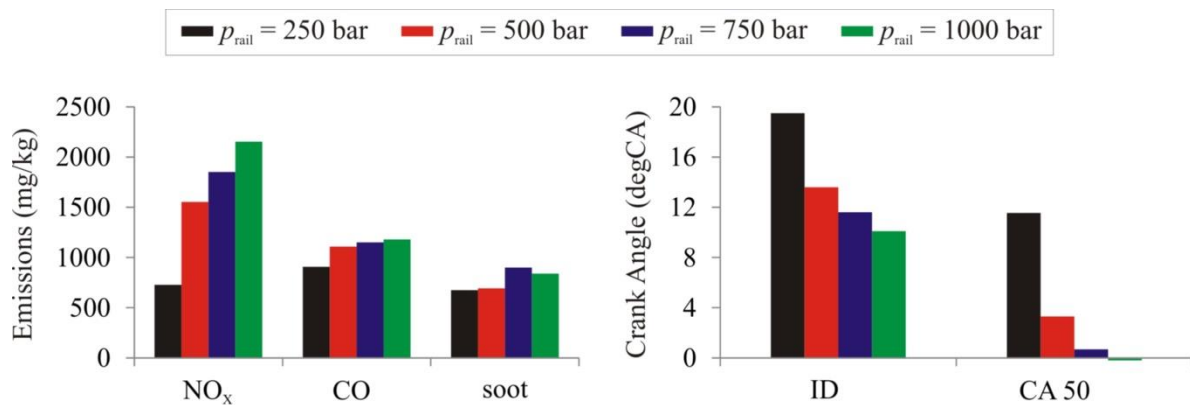 p_rail = 250 bar p_rail = 500 bar p_rail = 750 bar p_rail = 1000 bar
Emissions (mg/kg)
2500
2000
1500
1000
500
0
NO_X CO soot
Crank Angle (degCA)
20
16
12
8
4
0
ID CA 50